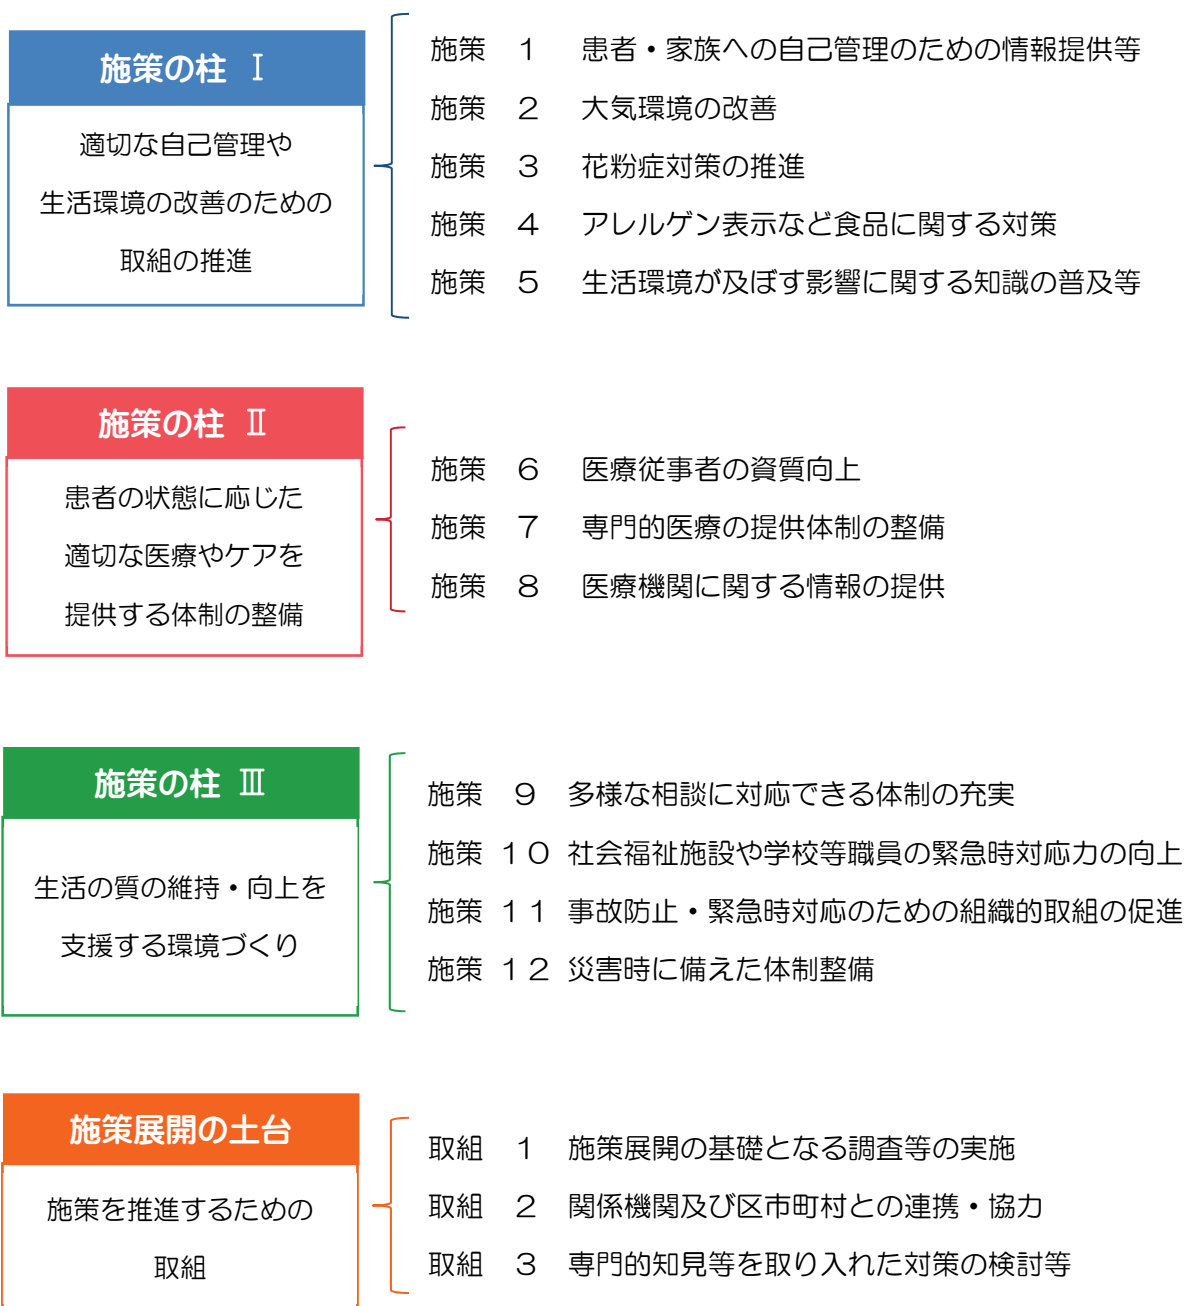 施策の柱 Ⅰ
適切な自己管理や
生活環境の改善のための
取組の推進
施策 1 患者・家族への自己管理のための情報提供等
施策 2 大気環境の改善
施策 3 花粉症対策の推進
施策 4 アレルゲン表示など食品に関する対策
施策 5 生活環境が及ぼす影響に関する知識の普及等
施策の柱 Ⅱ
患者の状態に応じた
適切な医療やケアを
提供する体制の整備
施策 6 医療従事者の資質向上
施策 7 専門的医療の提供体制の整備
施策 8 医療機関に関する情報の提供
施策の柱 Ⅲ
生活の質の維持・向上を
支援する環境づくり
施策 9 多様な相談に対応できる体制の充実
施策 10 社会福祉施設や学校等職員の緊急時対応力の向上
施策 11 事故防止・緊急時対応のための組織的取組の促進
施策 12 災害時に備えた体制整備
施策展開の土台
施策を推進するための
取組
取組 1 施策展開の基礎となる調査等の実施
取組 2 関係機関及び区市町村との連携・協力
取組 3 専門的知見等を取り入れた対策の検討等